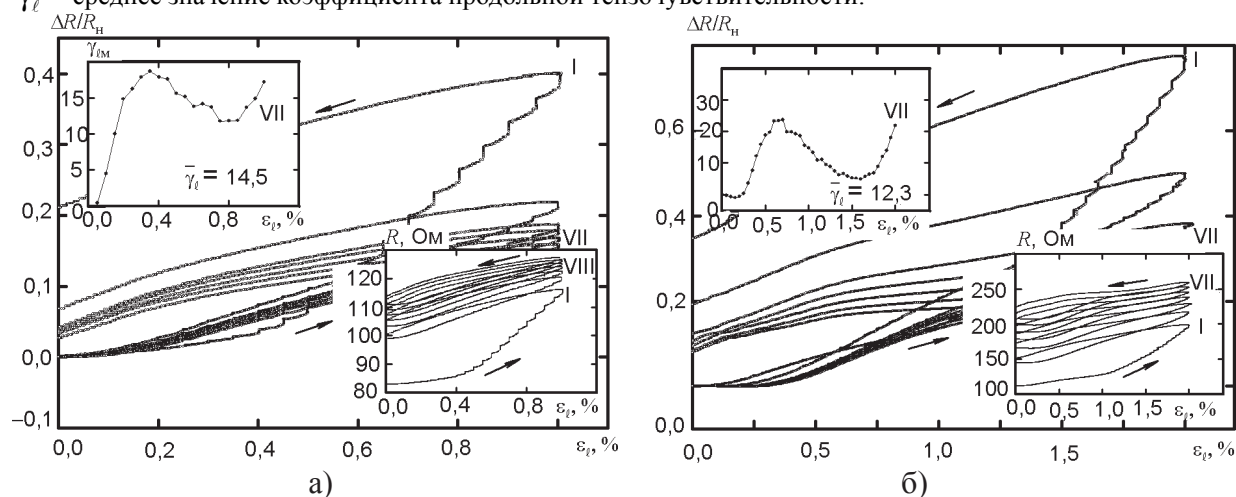 γ̄ℓ – среднее значение коэффициента продольной тензочувствительности.
ΔR/Rн
0,4
0,3
0,2
0,1
0,0
−0,1
0,0 0,2 0,4 0,6 0,8 εℓ, %
γℓм
15
10
5
0
0,0 0,4 0,8 εℓ, %
VII
γ̄ℓ = 14,5
I
VII
R, Ом
120
110
100
90
80
0,0 0,4 0,8 εℓ, %
VIII
I
а)
ΔR/Rн
0,6
0,4
0,2
0,0
0,0 0,5 1,0 1,5 εℓ, %
30
20
10
0
0,0 0,5 1,0 1,5 εℓ, %
VII
γ̄ℓ = 12,3
I
VII
R, Ом
250
200
150
100
0,0 0,5 1,0 1,5 εℓ, %
VII
I
б)